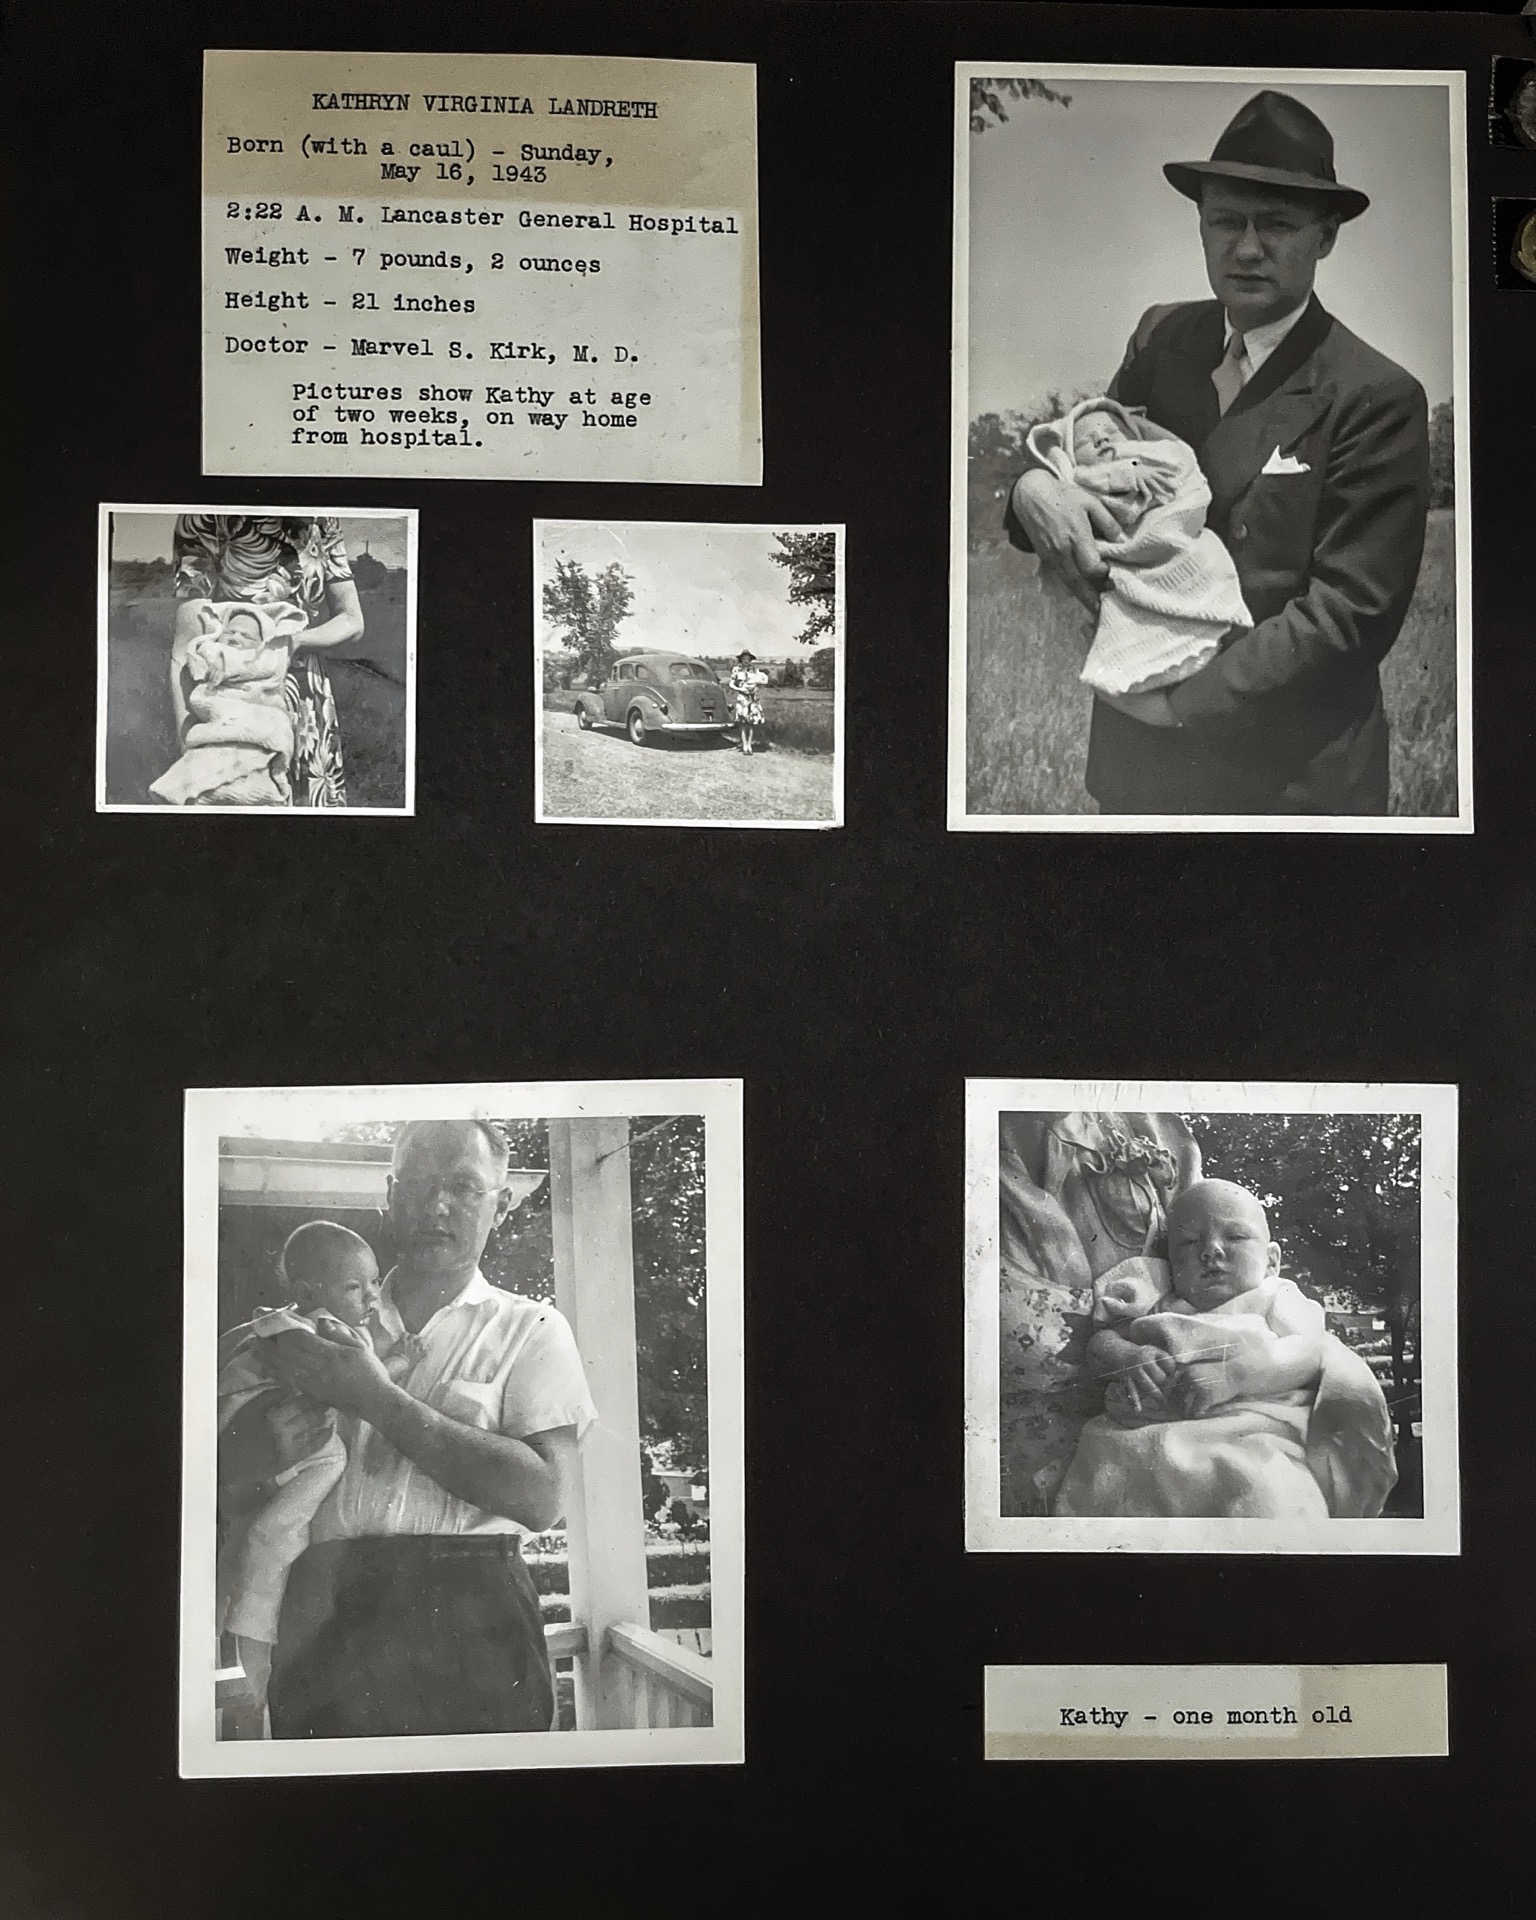 KATHRYN VIRGINIA LANDRETH
Born (with a caul) - Sunday,
May 16, 1943
2:22 A. M. Lancaster General Hospital
Weight - 7 pounds, 2 ounces
Height - 21 inches
Doctor - Marvel S. Kirk, M. D.
Pictures show Kathy at age
of two weeks, on way home
from hospital.
Kathy - one month old